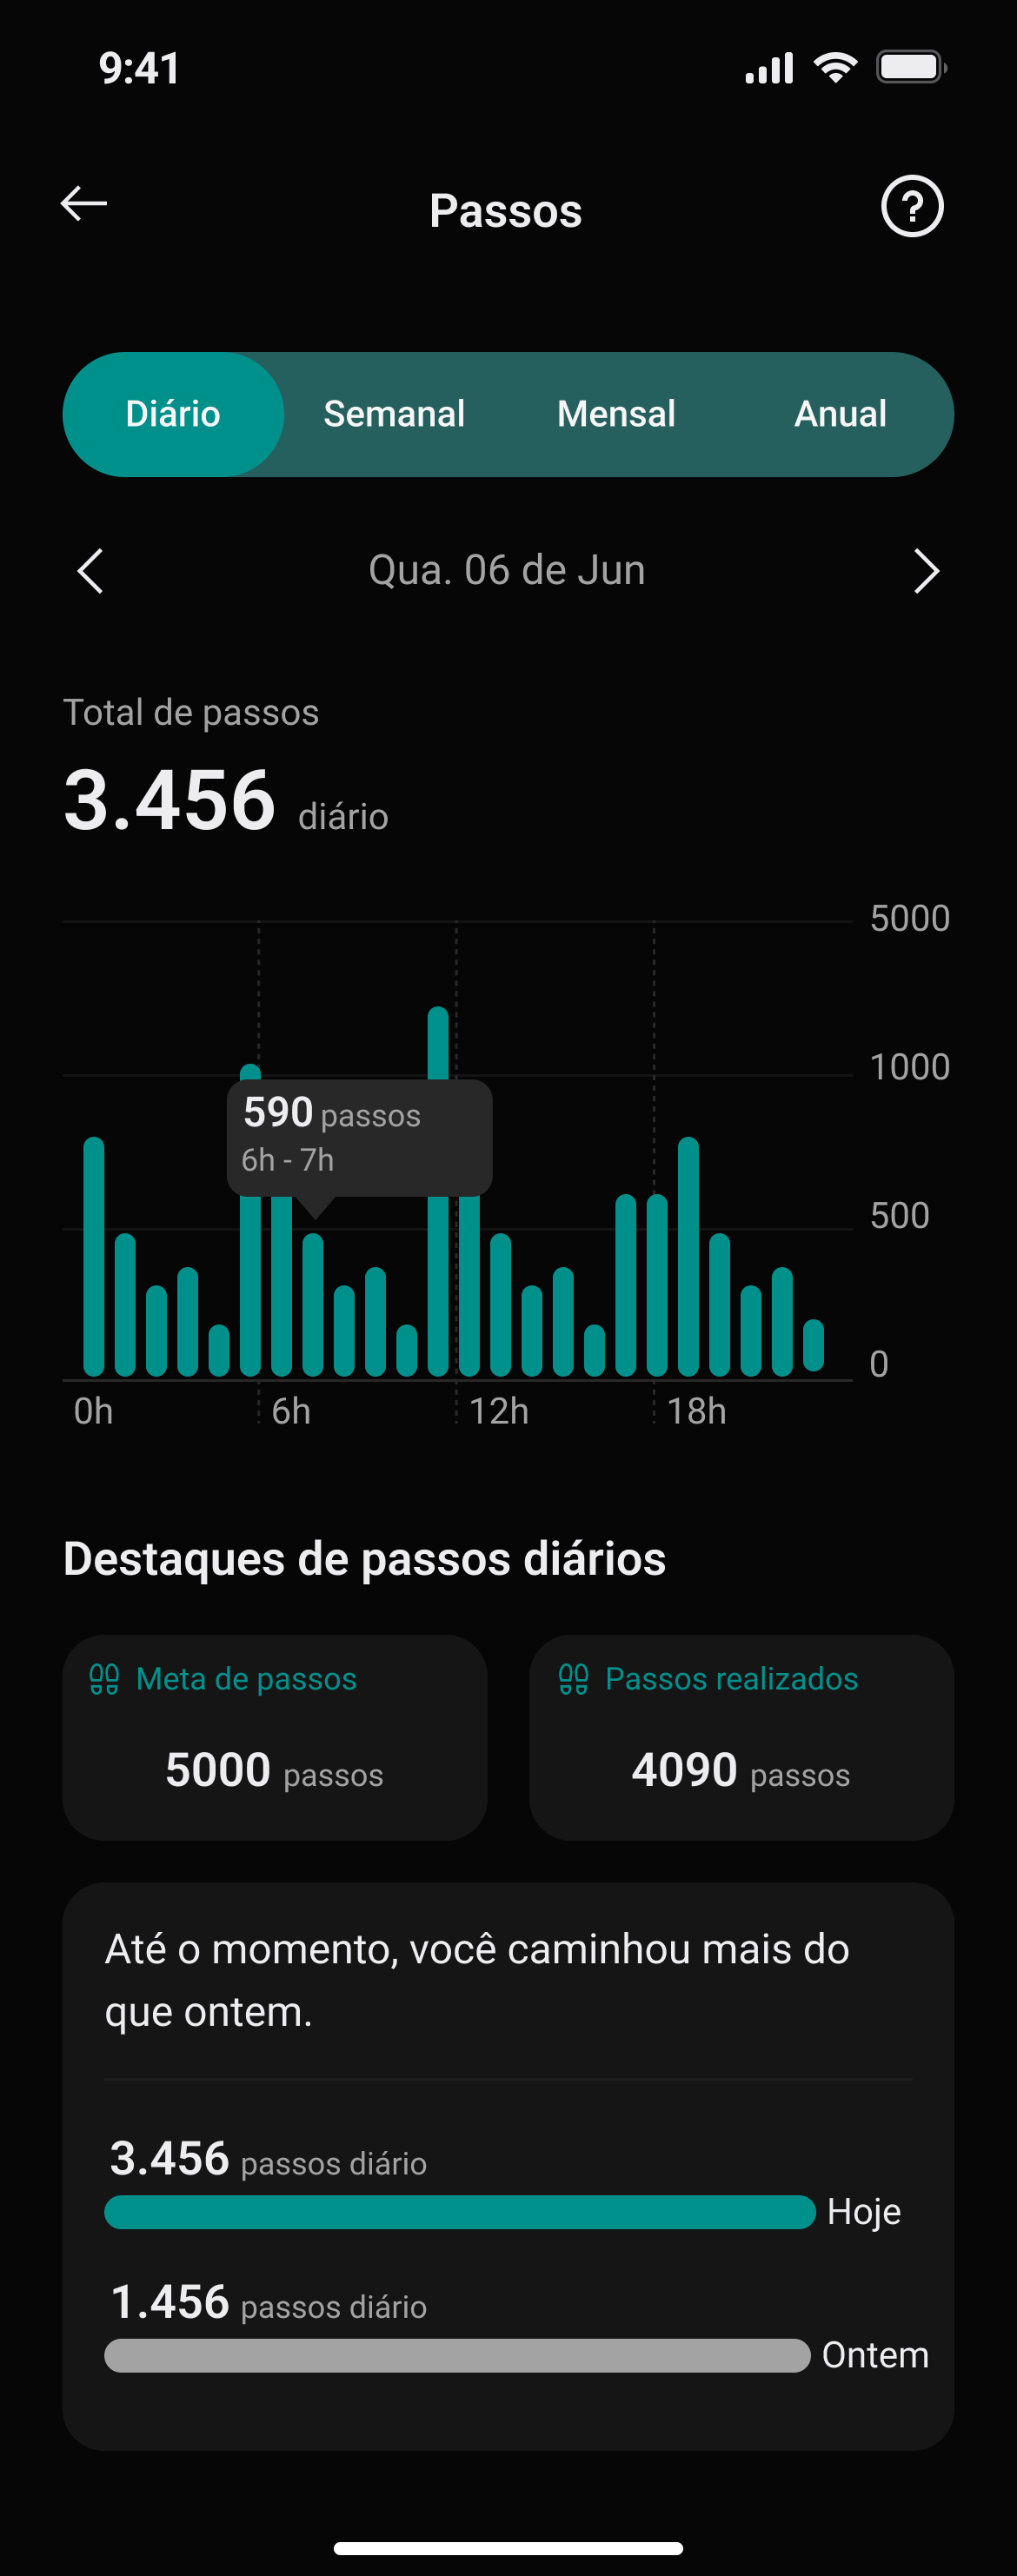 9:41
Passos
Diário Semanal Mensal Anual
Qua. 06 de Jun
Total de passos
3.456 diário
5000
1000
590 passos
6h - 7h
500
0
0h 6h 12h 18h
Destaques de passos diários
Meta de passos
5000 passos
Passos realizados
4090 passos
Até o momento, você caminhou mais do
que ontem.
3.456 passos diário
Hoje
1.456 passos diário
Ontem